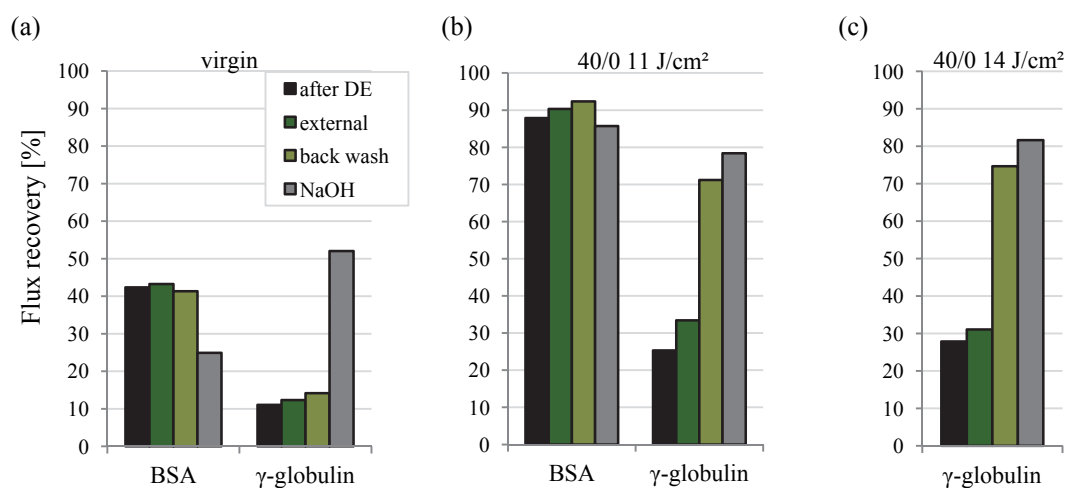 (a)
virgin
Flux recovery [%]
100
90
80
70
60
50
40
30
20
10
0
after DE
external
back wash
NaOH
BSA
γ-globulin
(b)
40/0 11 J/cm²
100
90
80
70
60
50
40
30
20
10
0
BSA
γ-globulin
(c)
40/0 14 J/cm²
100
90
80
70
60
50
40
30
20
10
0
γ-globulin